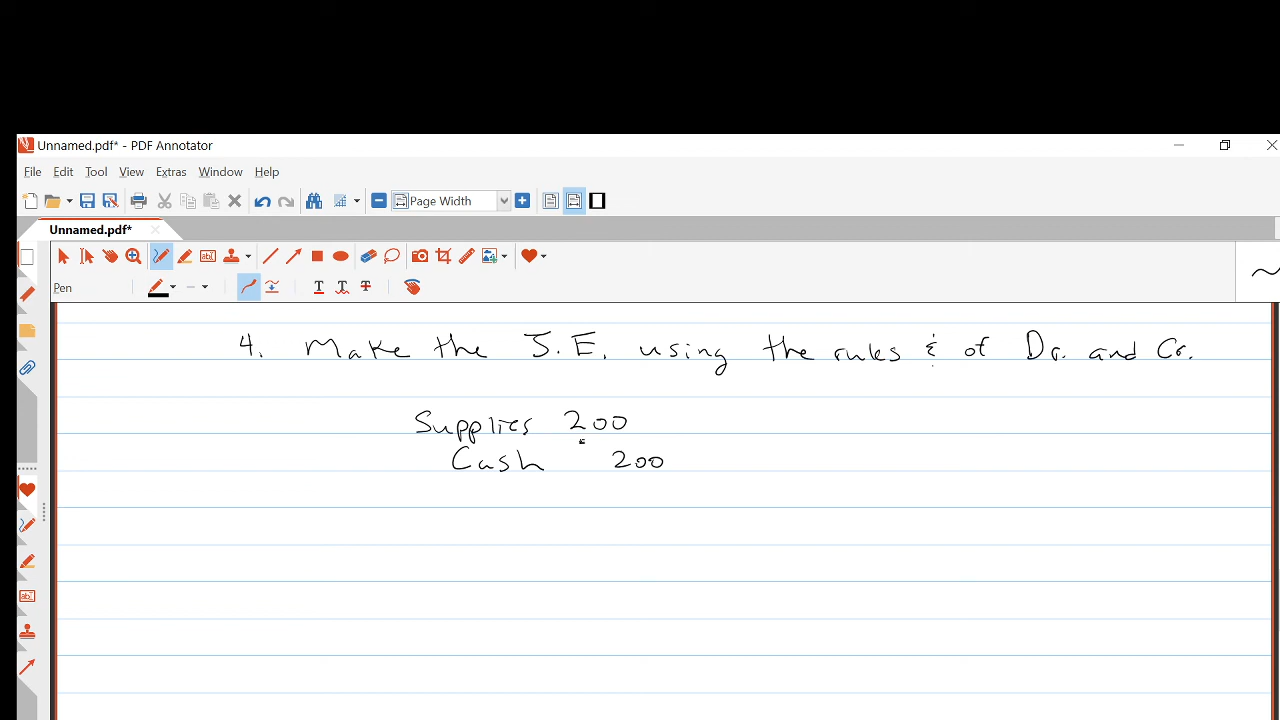 Unnamed.pdf* - PDF Annotator
File Edit Tool View Extras Window Help
Page Width
Unnamed.pdf*
Pen
4. Make the J.E. using the rules & of Dr. and Cr.
Supplies 200
Cash 200